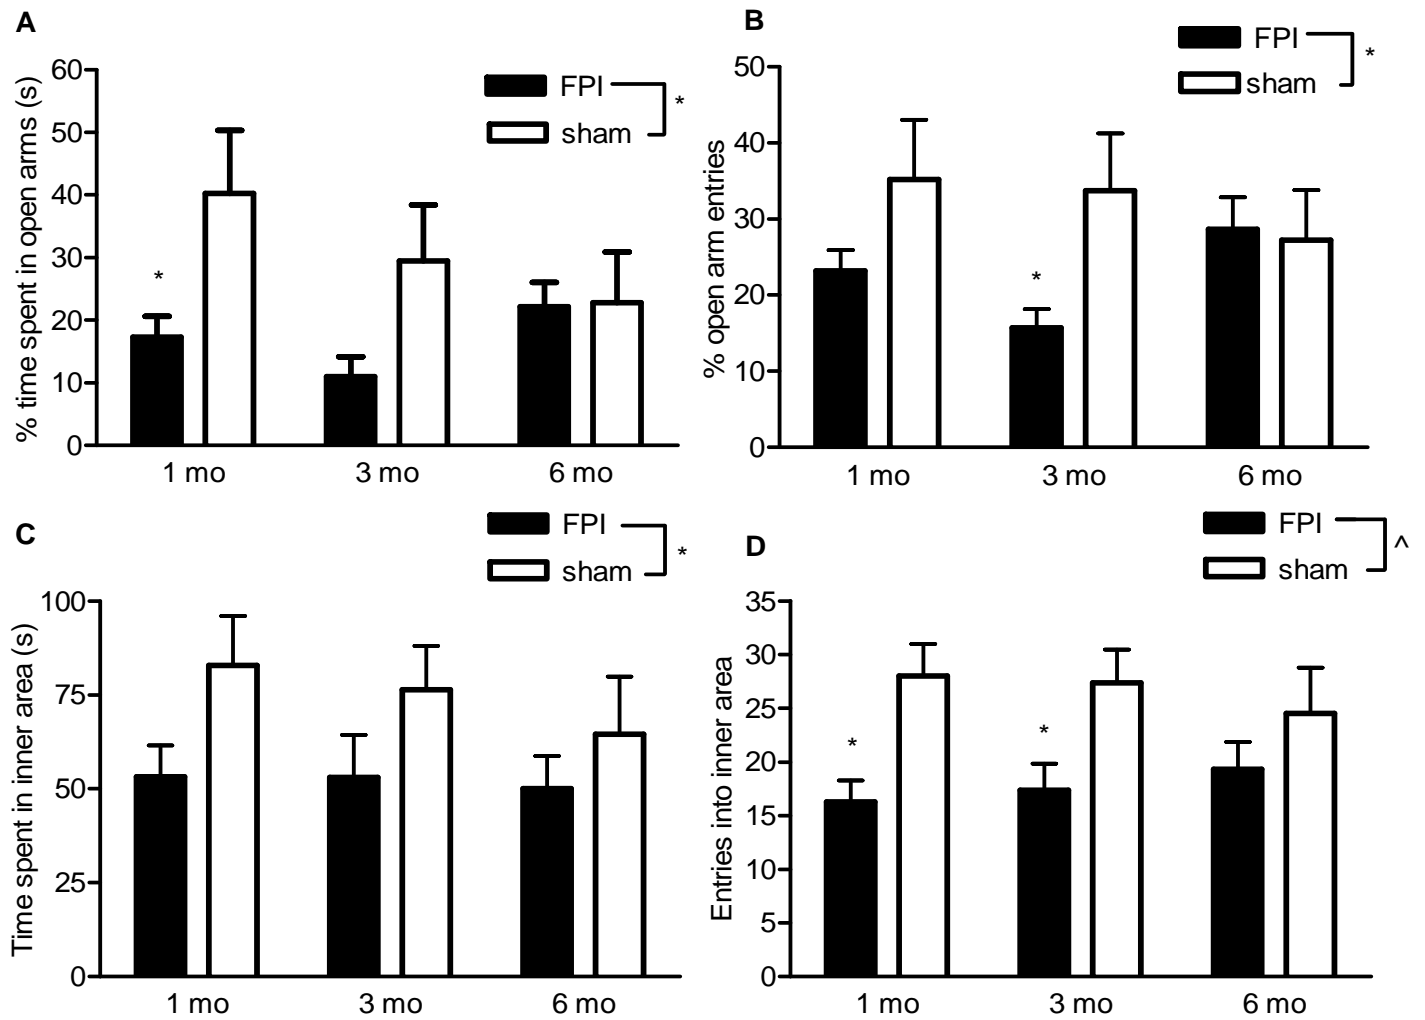 A
% time spent in open arms (s)
60
50
40
30
20
10
0
FPI
sham
*
*
1 mo
3 mo
6 mo
B
% open arm entries
50
40
30
20
10
0
FPI
sham
*
*
1 mo
3 mo
6 mo
C
Time spent in inner area (s)
100
75
50
25
0
FPI
sham
*
1 mo
3 mo
6 mo
D
Entries into inner area
35
30
25
20
15
10
5
0
FPI
sham
^
*
*
1 mo
3 mo
6 mo